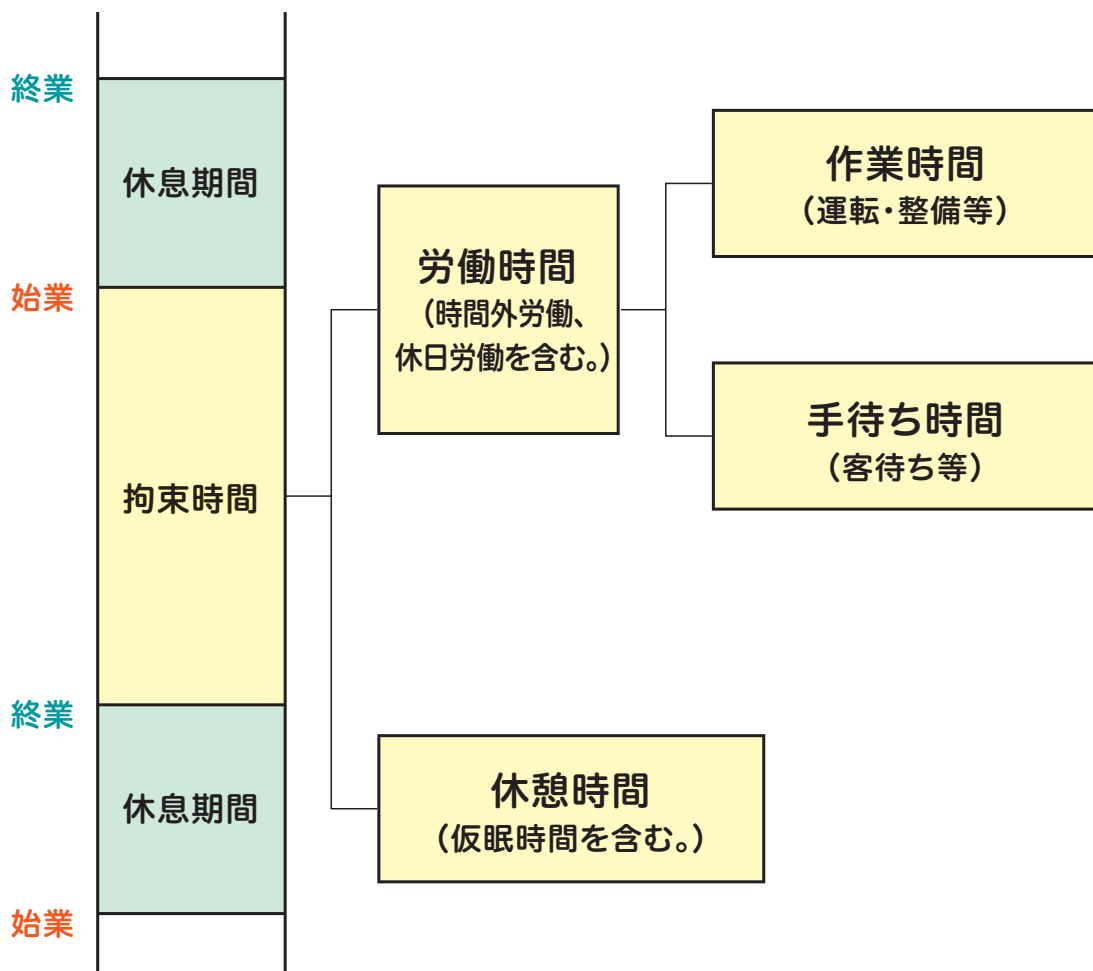 終業
休息期間
始業
拘束時間
終業
休息期間
始業
労働時間
（時間外労働、
休日労働を含む。）
作業時間
（運転・整備等）
手待ち時間
（客待ち等）
休憩時間
（仮眠時間を含む。）